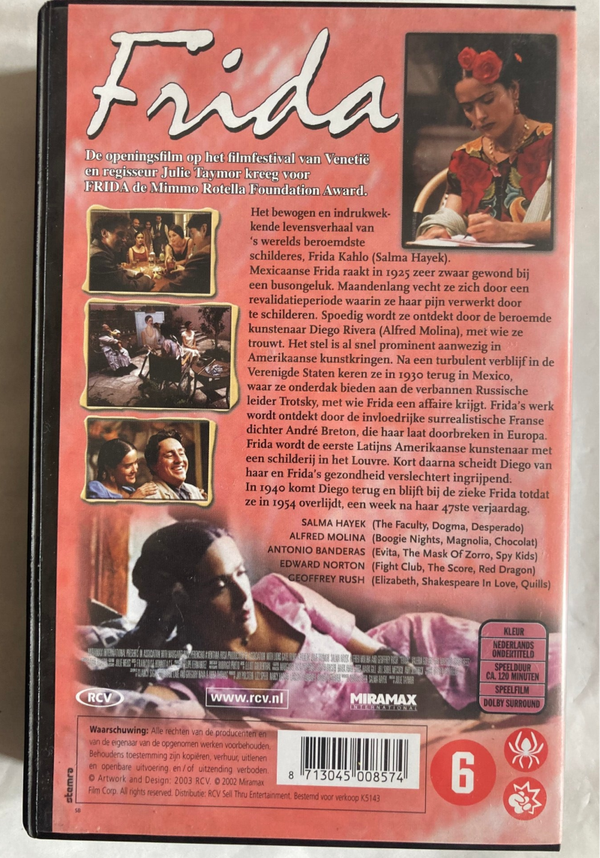 Frida
De openingsfilm op het filmfestival van Venetië
en regisseur Julie Taymor kreeg voor
FRIDA de Mimmo Rotella Foundation Award.
Het bewogen en indrukwek-
kende levensverhaal van
's werelds beroemdste
schilderes, Frida Kahlo (Salma Hayek).
Mexicaanse Frida raakt in 1925 zeer zwaar gewond bij
een busongeluk. Maandenlang vecht ze zich door een
revalidatieperiode waarin ze haar pijn verwerkt door
te schilderen. Spoedig wordt ze ontdekt door de beroemde
kunstenaar Diego Rivera (Alfred Molina), met wie ze
trouwt. Het stel is al snel prominent aanwezig in
Amerikaanse kunstkringen. Na een turbulent verblijf in de
Verenigde Staten keren ze in 1930 terug in Mexico,
waar ze onderdak bieden aan de verbannen Russische
leider Trotsky, met wie Frida een affaire krijgt. Frida's werk
wordt ontdekt door de invloedrijke surrealistische Franse
dichter André Breton, die haar laat doorbreken in Europa.
Frida wordt de eerste Latijns Amerikaanse kunstenaar met
een schilderij in het Louvre. Kort daarna scheidt Diego van
haar en Frida's gezondheid verslechtert ingrijpend.
In 1940 komt Diego terug en blijft bij de zieke Frida totdat
ze in 1954 overlijdt, een week na haar 47ste verjaardag.
SALMA HAYEK (The Faculty, Dogma, Desperado)
ALFRED MOLINA (Boogie Nights, Magnolia, Chocolat)
ANTONIO BANDERAS (Evita, The Mask Of Zorro, Spy Kids)
EDWARD NORTON (Fight Club, The Score, Red Dragon)
GEOFFREY RUSH (Elizabeth, Shakespeare In Love, Quills)
KLEUR
NEDERLANDS
ONDERTITELD
SPEELDUUR
CA. 120 MINUTEN
SPEELFILM
DOLBY SURROUND
RCV
www.rcv.nl
MIRAMAX
INTERNATIONAL
Waarschuwing: Alle rechten van de producenten en
van de eigenaar van de opgenomen werken voorbehouden.
Behoudens toestemming zijn kopiëren, verhuur, uitlenen
en openbare uitvoering en/of uitzending verboden.
© Artwork and Design: 2003 RCV. © 2002 Miramax
Film Corp. All rights reserved. Distributie: RCV Sell Thru Entertainment. Bestemd voor verkoop K5143
8 713045 008574
6
stemra